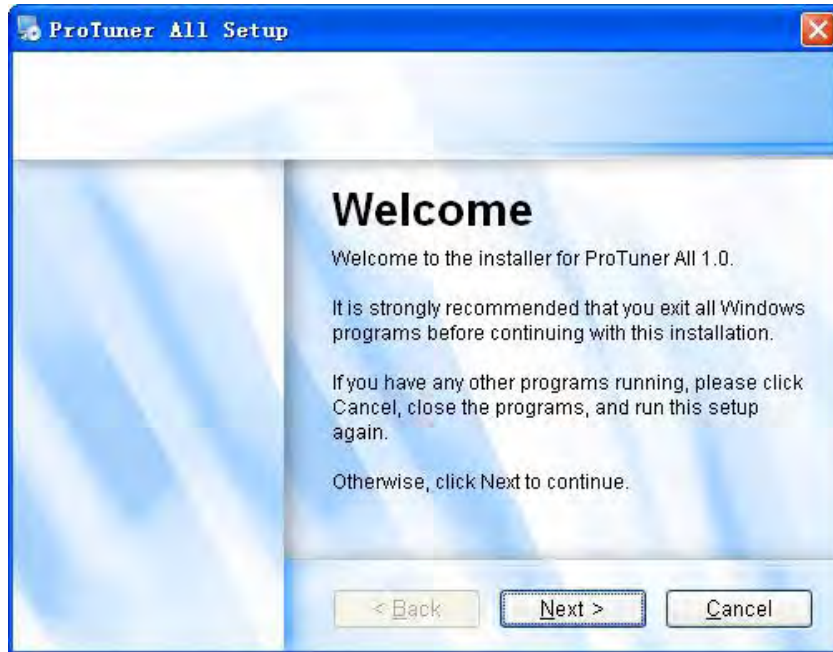 ProTuner All Setup
Welcome
Welcome to the installer for ProTuner All 1.0.
It is strongly recommended that you exit all Windows
programs before continuing with this installation.
If you have any other programs running, please click
Cancel, close the programs, and run this setup
again.
Otherwise, click Next to continue.
< Back
Next >
Cancel